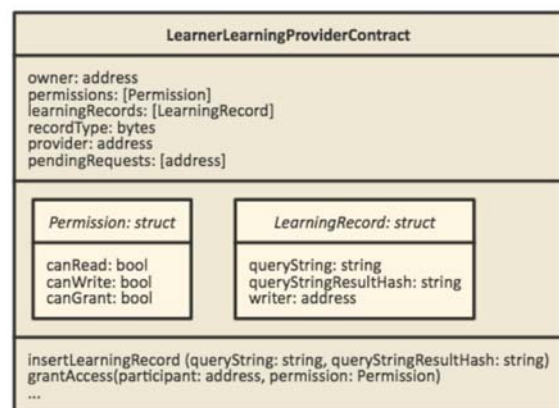 LearnerLearningProviderContract
owner: address
permissions: [Permission]
learningRecords: [LearningRecord]
recordType: bytes
provider: address
pendingRequests: [address]
Permission: struct
canRead: bool
canWrite: bool
canGrant: bool
LearningRecord: struct
queryString: string
queryStringResultHash: string
writer: address
insertLearningRecord (queryString: string, queryStringResultHash: string)
grantAccess(participant: address, permission: Permission)
...